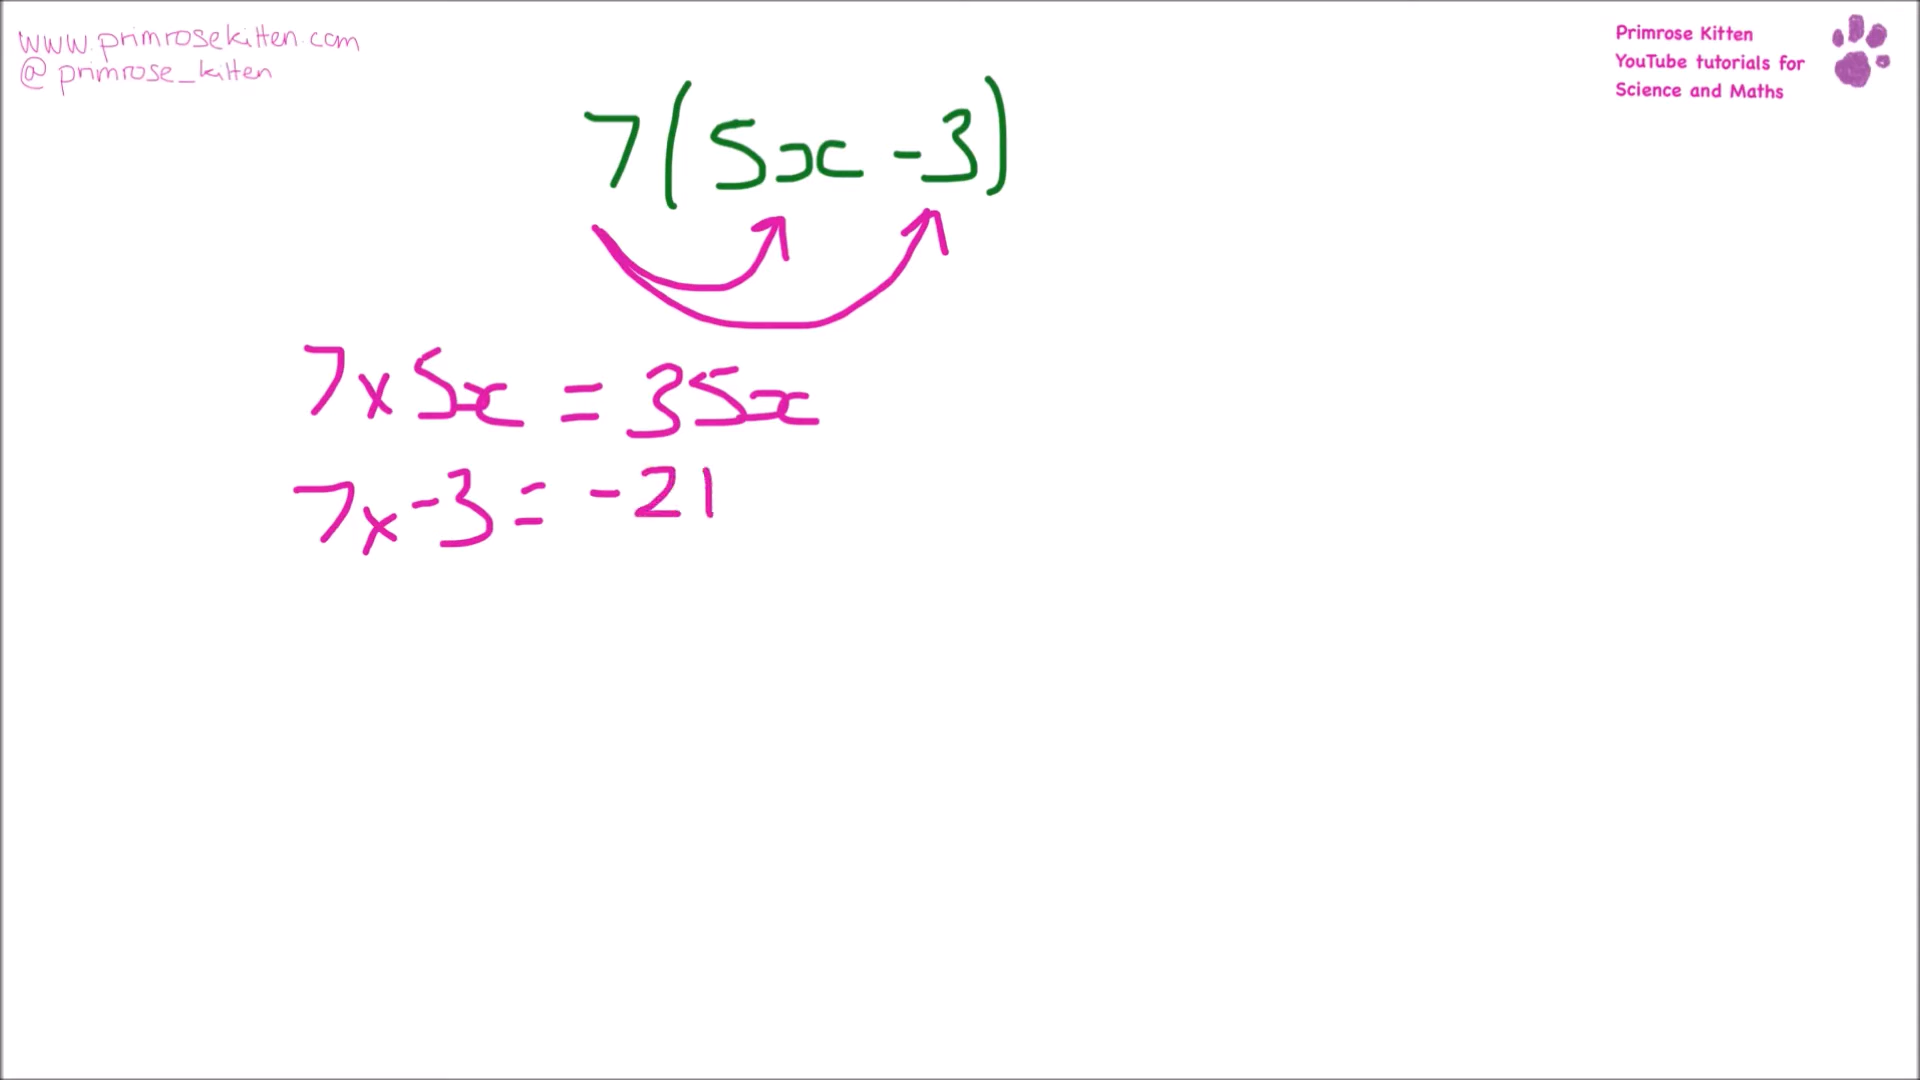 www.primrosekitten.com
@primrose_kitten
Primrose Kitten
YouTube tutorials for
Science and Maths
7(5x-3)
7x5x = 35x
7x-3 = -21